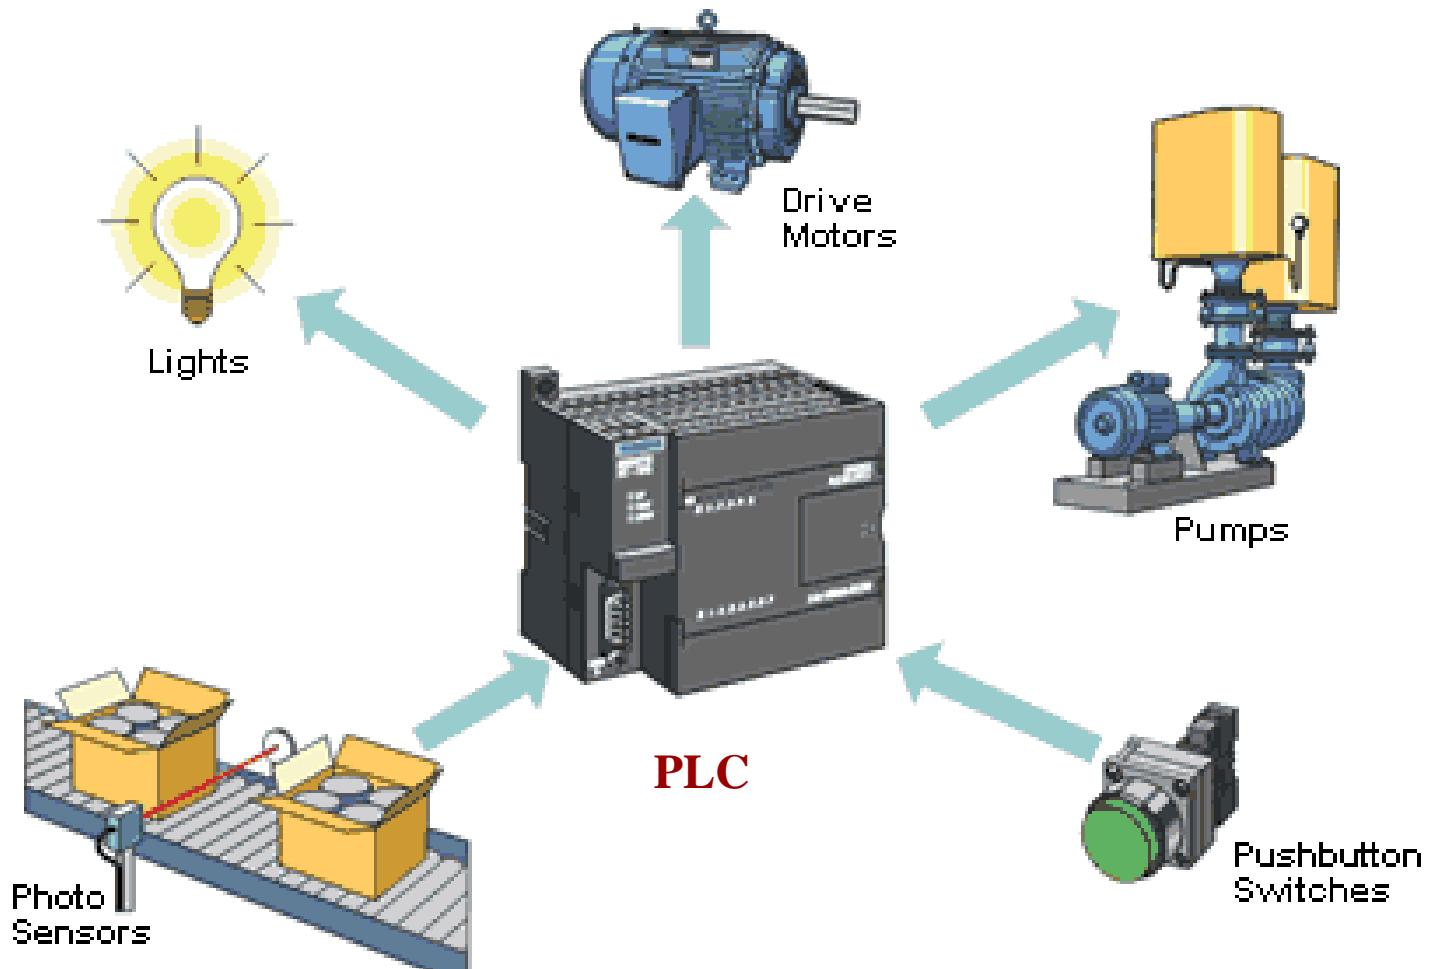 Drive
Motors
Lights
Pumps
PLC
Photo
Sensors
Pushbutton
Switches